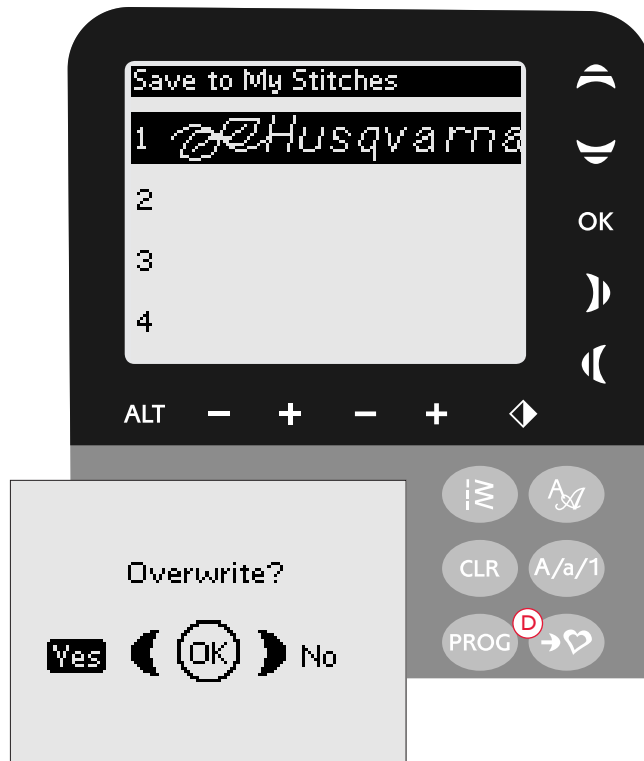 Save to My Stitches
1 Husqvarna
2
3
4
OK
ALT − + − +
A
CLR A/a/1
PROG D
Overwrite?
Yes OK No